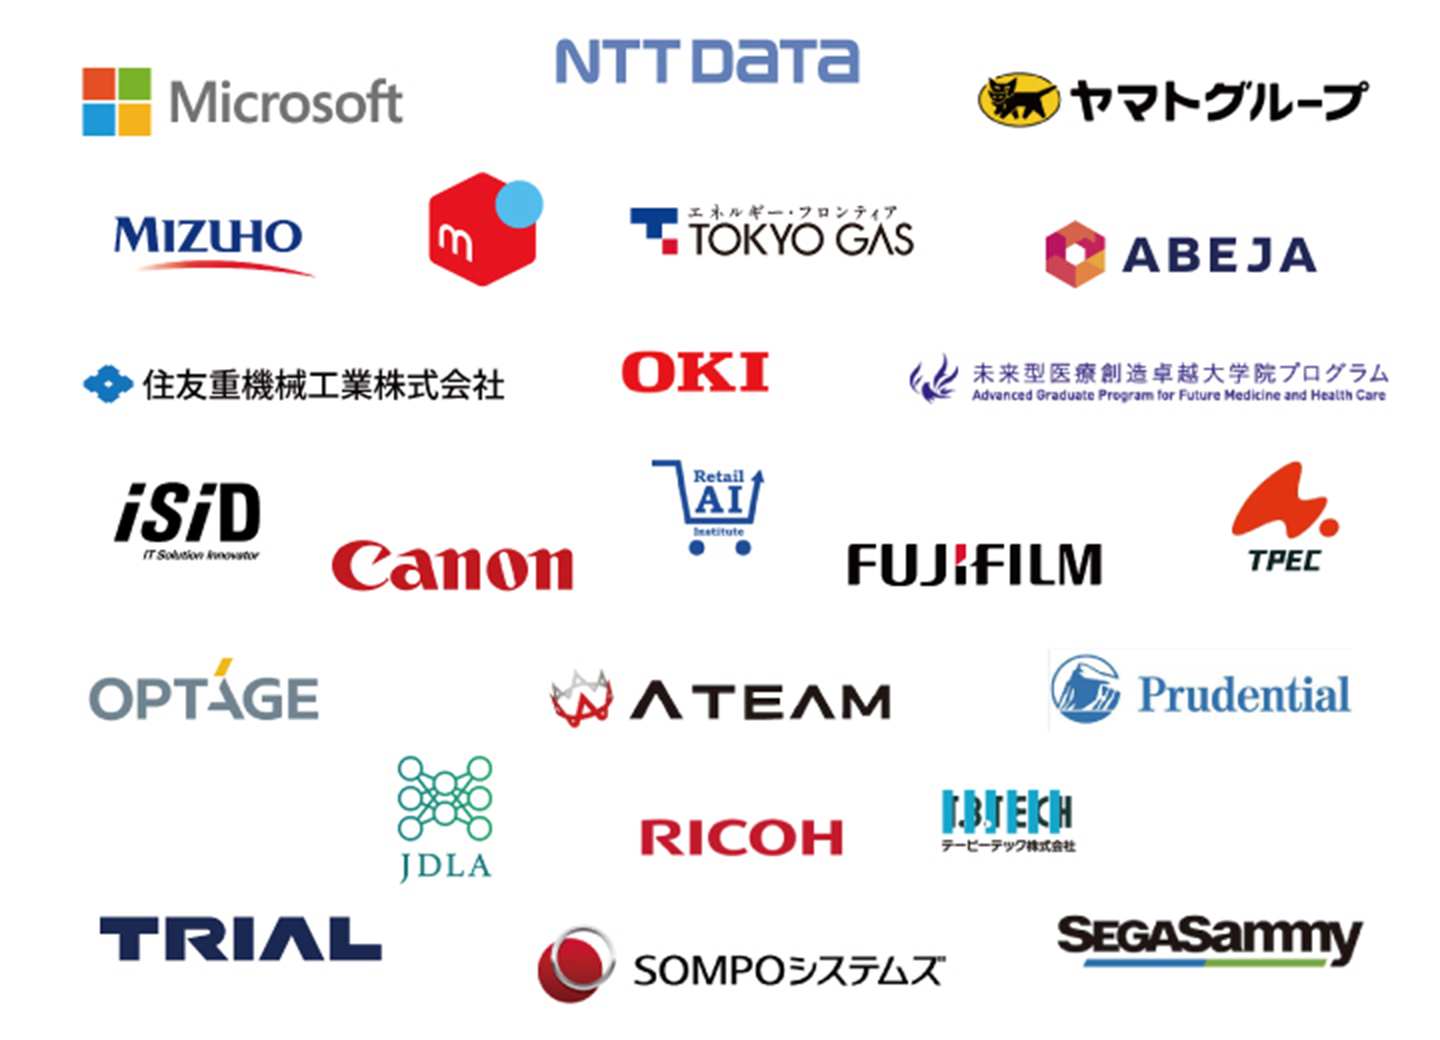 NTT DATA
Microsoft
ヤマトグループ
MIZUHO
m
エネルギー・フロンティア
TOKYO GAS
ABEJA
住友重機械工業株式会社
OKI
未来型医療創造卓越大学院プログラム
Advanced Graduate Program for Future Medicine and Health Care
iSiD
IT Solution Innovator
Canon
Retail
AI
Institute
FUJIFILM
TPEC
OPTAGE
ATEAM
Prudential
JDLA
RICOH
T.B.TECH
テービーテック株式会社
TRIAL
SOMPOシステムズ
SEGASammy